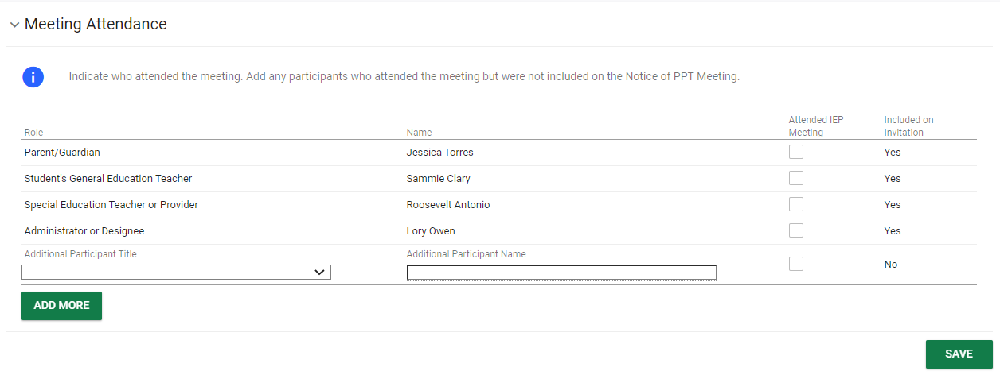 Meeting Attendance
Indicate who attended the meeting. Add any participants who attended the meeting but were not included on the Notice of PPT Meeting.
Role Name Attended IEP Meeting Included on Invitation
Parent/Guardian Jessica Torres Yes
Student's General Education Teacher Sammie Clary Yes
Special Education Teacher or Provider Roosevelt Antonio Yes
Administrator or Designee Lory Owen Yes
Additional Participant Title Additional Participant Name No
ADD MORE
SAVE